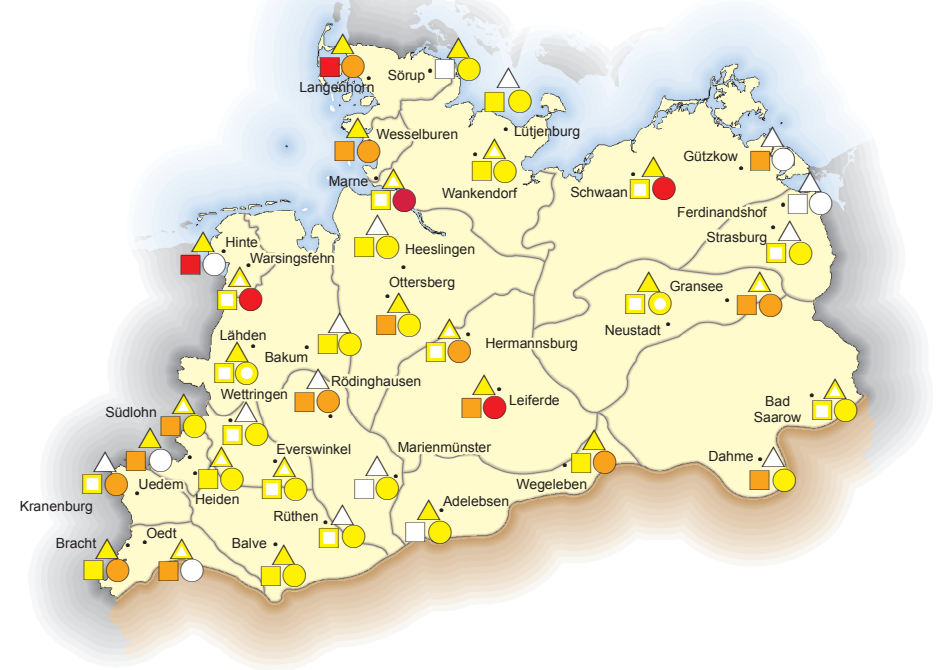 Sörup
Langenhorn
Wesselburen
Lütjenburg
Gützkow
Marne
Wankendorf
Schwaan
Ferdinandshof
Strasburg
Hinte
Heeslingen
Warsingsfehn
Ottersberg
Gransee
Neustadt
Lähden
Hermannsburg
Bakum
Rödinghausen
Wettringen
Leiferde
Bad
Saarow
Südlohn
Everswinkel
Marienmünster
Dahme
Uedem
Heiden
Wegeleben
Kranenburg
Adelebsen
Rüthen
Oedt
Bracht
Balve